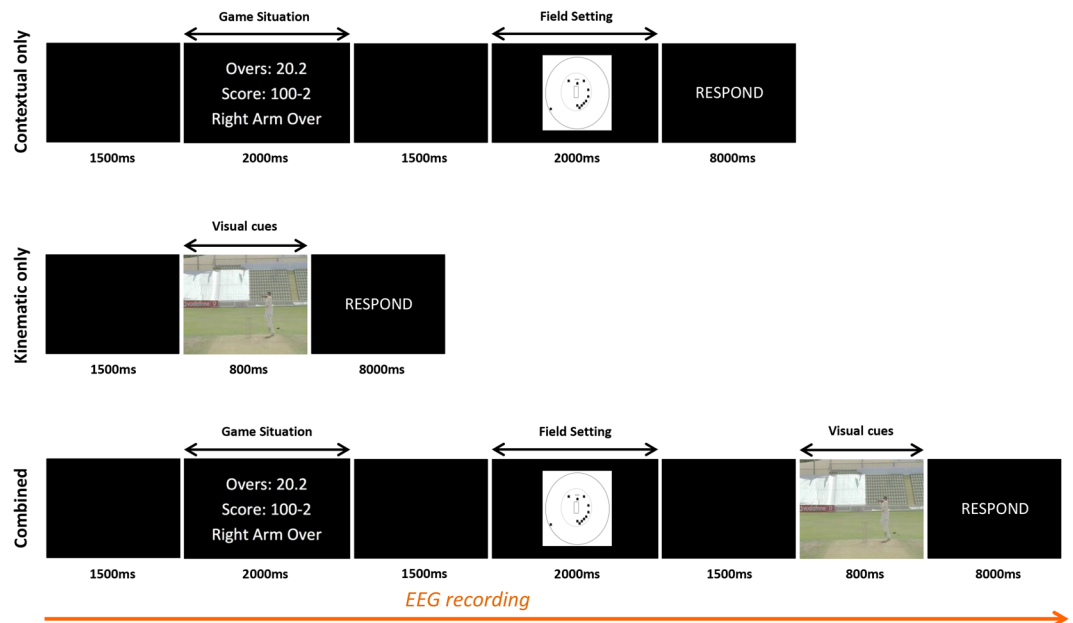 Contextual only
Game Situation
Field Setting
Overs: 20.2
Score: 100-2
Right Arm Over
RESPOND
1500ms
2000ms
1500ms
2000ms
8000ms
Kinematic only
Visual cues
vodafone
RESPOND
1500ms
800ms
8000ms
Combined
Game Situation
Field Setting
Visual cues
Overs: 20.2
Score: 100-2
Right Arm Over
vodafone
RESPOND
1500ms
2000ms
1500ms
2000ms
1500ms
800ms
8000ms
EEG recording